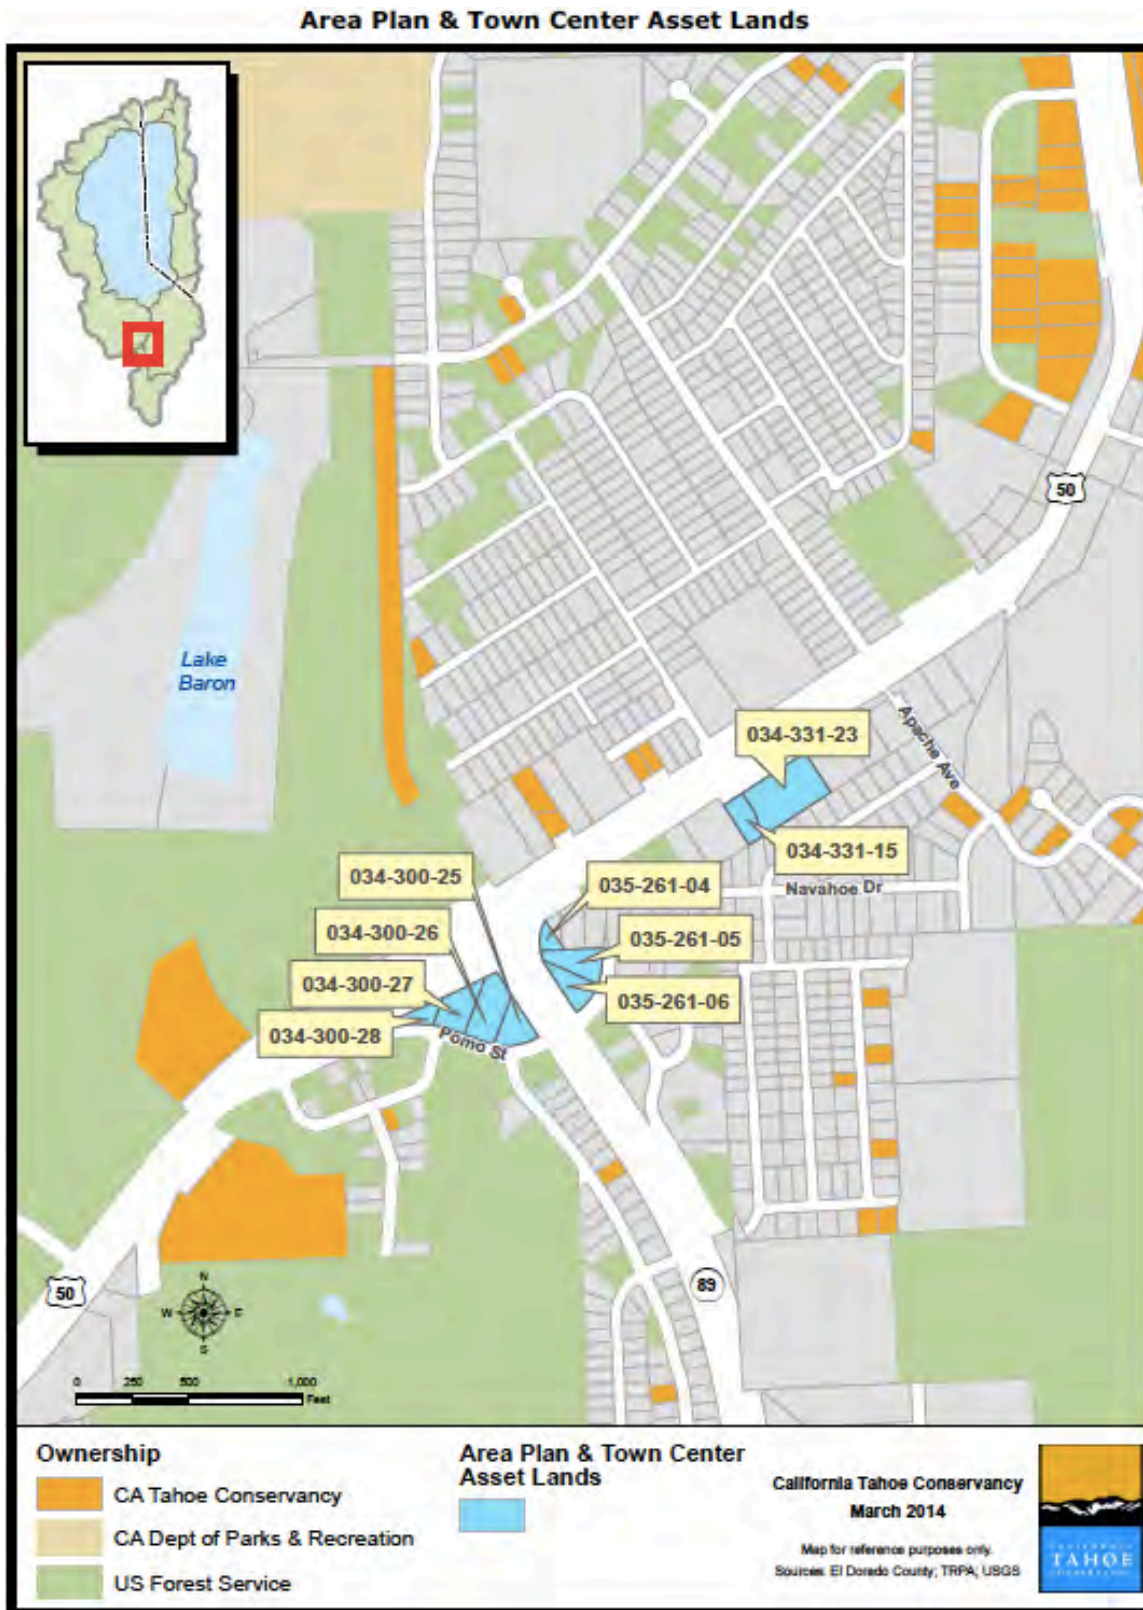 Area Plan & Town Center Asset Lands
50
Lake
Baron
Apache Ave
034-331-23
034-331-15
034-300-25
035-261-04
Navahoe Dr
034-300-26
035-261-05
034-300-27
035-261-06
034-300-28
Pomo St
89
50
N
W E
S
0 250 500 1,000
Feet
Ownership
CA Tahoe Conservancy
CA Dept of Parks & Recreation
US Forest Service
Area Plan & Town Center
Asset Lands
California Tahoe Conservancy
March 2014
Map for reference purposes only.
Sources: El Dorado County; TRPA; USGS
CALIFORNIA
TAHOE
CONSERVANCY